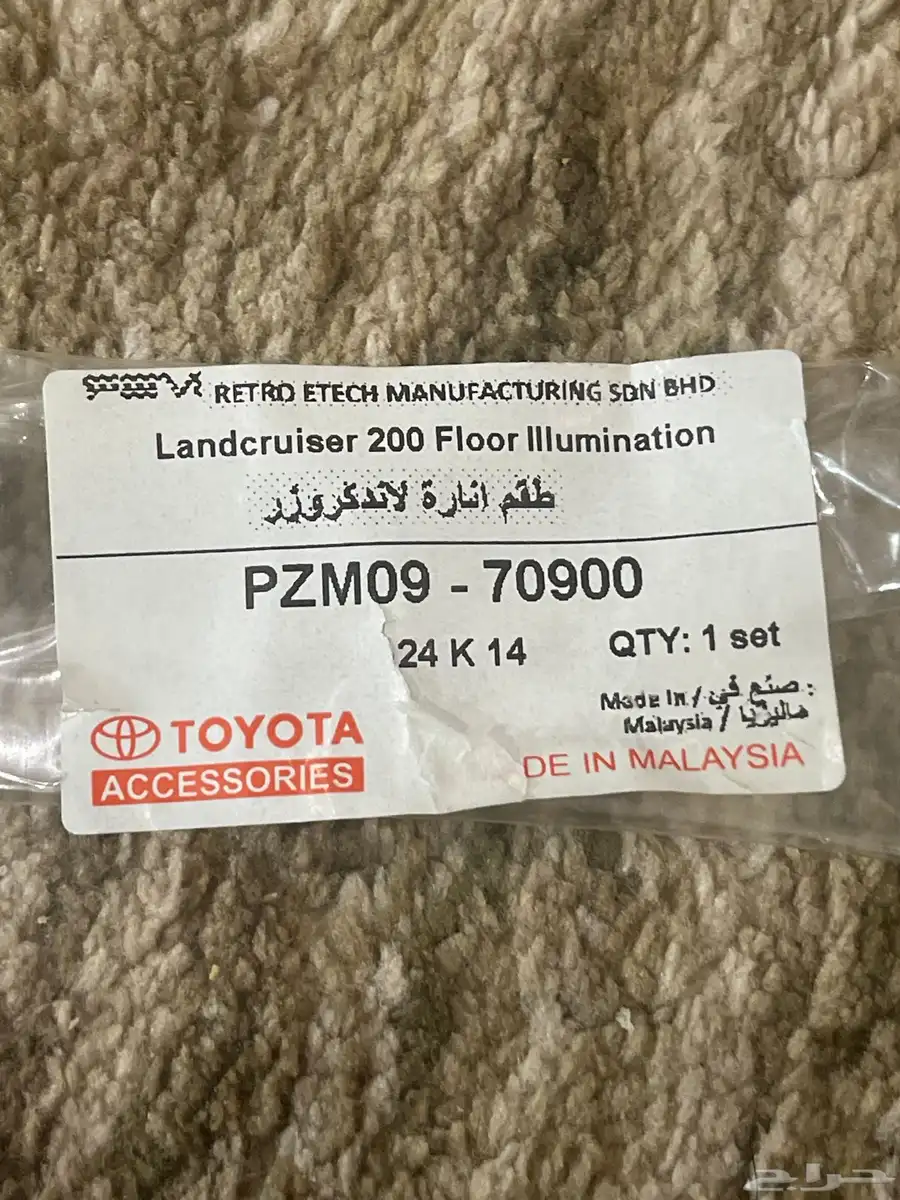 RETRO ETECH MANUFACTURING SDN BHD
Landcruiser 200 Floor Illumination
طقم انارة لاندكروزر
PZM09 - 70900
24 K 14
QTY: 1 set
Made In / صنع في :
Malaysia / ماليزيا
TOYOTA
ACCESSORIES
DE IN MALAYSIA
حراج